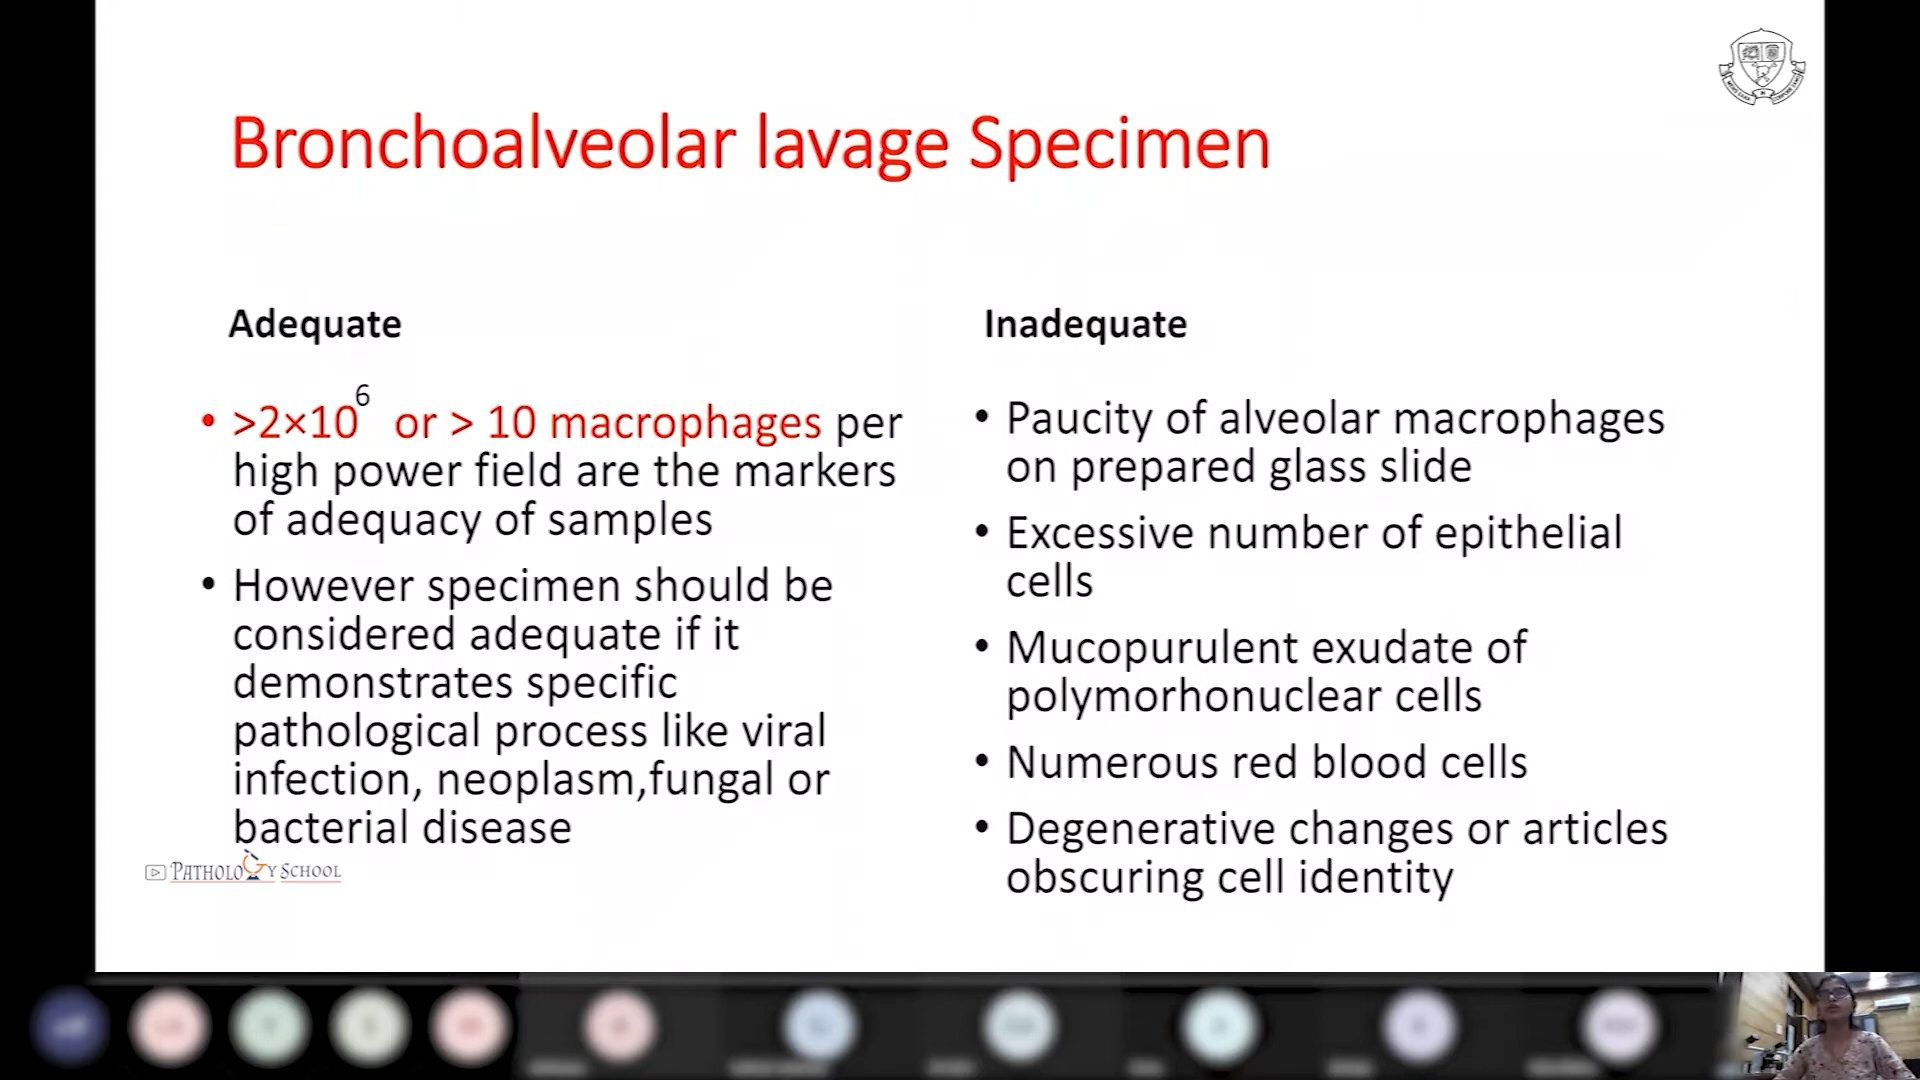 Bronchoalveolar lavage Specimen
Adequate
• >2×10⁶ or > 10 macrophages per
high power field are the markers
of adequacy of samples
• However specimen should be
considered adequate if it
demonstrates specific
pathological process like viral
infection, neoplasm,fungal or
bacterial disease
PATHOLOGY SCHOOL
Inadequate
• Paucity of alveolar macrophages
on prepared glass slide
• Excessive number of epithelial
cells
• Mucopurulent exudate of
polymorhonuclear cells
• Numerous red blood cells
• Degenerative changes or articles
obscuring cell identity